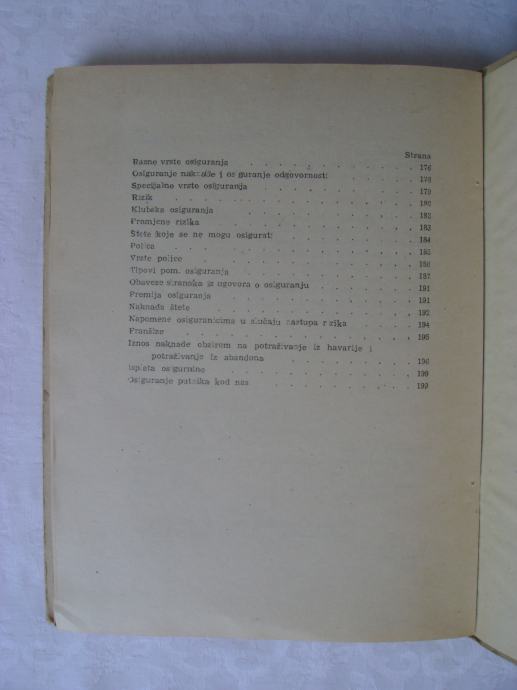 Strana
Razne vrste osiguranja 176
Osiguranje naknade i osiguranje odgovornosti 178
Specijalne vrste osiguranja 179
Rizik 180
Klubska osiguranja 182
Promjene rizika 183
Štete koje se ne mogu osigurati 184
Polica 185
Vrste police 186
Tipovi pom. osiguranja 187
Obaveze stranaka iz ugovora o osiguranju 191
Premija osiguranja 191
Naknada štete 192
Napomene osiguranicima u slučaju nastupa rizika 194
Franšize 195
Iznos naknade obzirom na potraživanje iz havarije i
potraživanje iz abandona 196
Isplata osigurnine 199
Osiguranje putnika kod nas 199